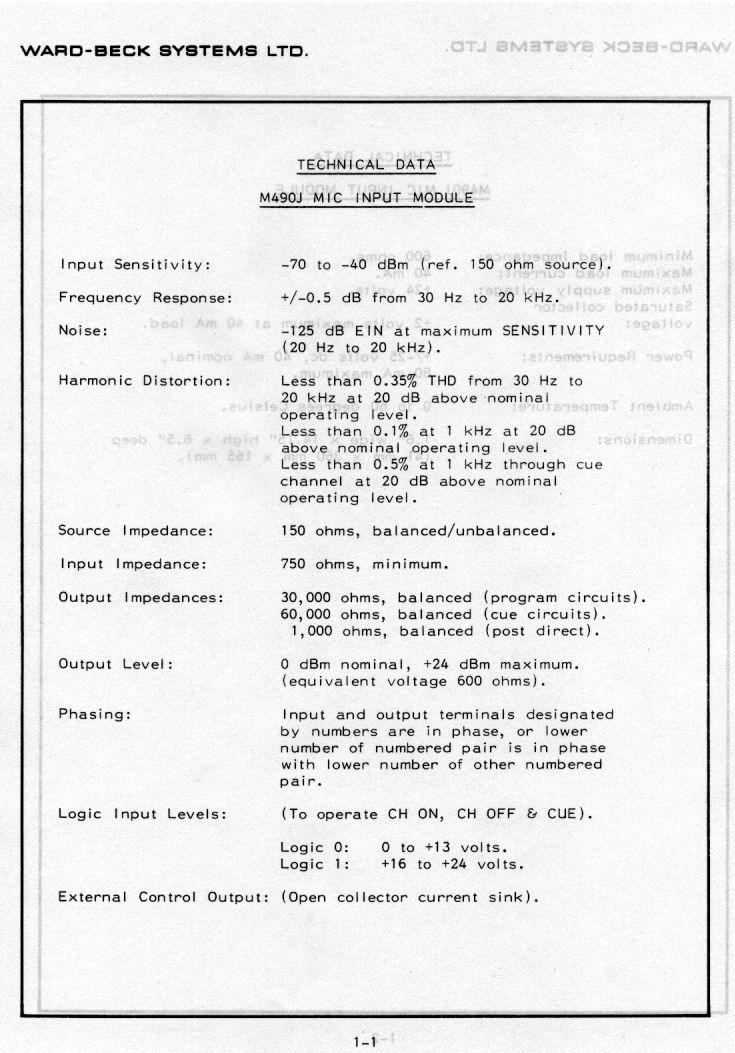 WARD-BECK SYSTEMS LTD.
TECHNICAL DATA
M490J MIC INPUT MODULE
Input Sensitivity: -70 to -40 dBm (ref. 150 ohm source).
Frequency Response: +/-0.5 dB from 30 Hz to 20 kHz.
Noise: -125 dB EIN at maximum SENSITIVITY
(20 Hz to 20 kHz).
Harmonic Distortion: Less than 0.35% THD from 30 Hz to
20 kHz at 20 dB above nominal
operating level.
Less than 0.1% at 1 kHz at 20 dB
above nominal operating level.
Less than 0.5% at 1 kHz through cue
channel at 20 dB above nominal
operating level.
Source Impedance: 150 ohms, balanced/unbalanced.
Input Impedance: 750 ohms, minimum.
Output Impedances: 30,000 ohms, balanced (program circuits).
60,000 ohms, balanced (cue circuits).
1,000 ohms, balanced (post direct).
Output Level: 0 dBm nominal, +24 dBm maximum.
(equivalent voltage 600 ohms).
Phasing: Input and output terminals designated
by numbers are in phase, or lower
number of numbered pair is in phase
with lower number of other numbered
pair.
Logic Input Levels: (To operate CH ON, CH OFF & CUE).
Logic 0: 0 to +13 volts.
Logic 1: +16 to +24 volts.
External Control Output: (Open collector current sink).
1-1